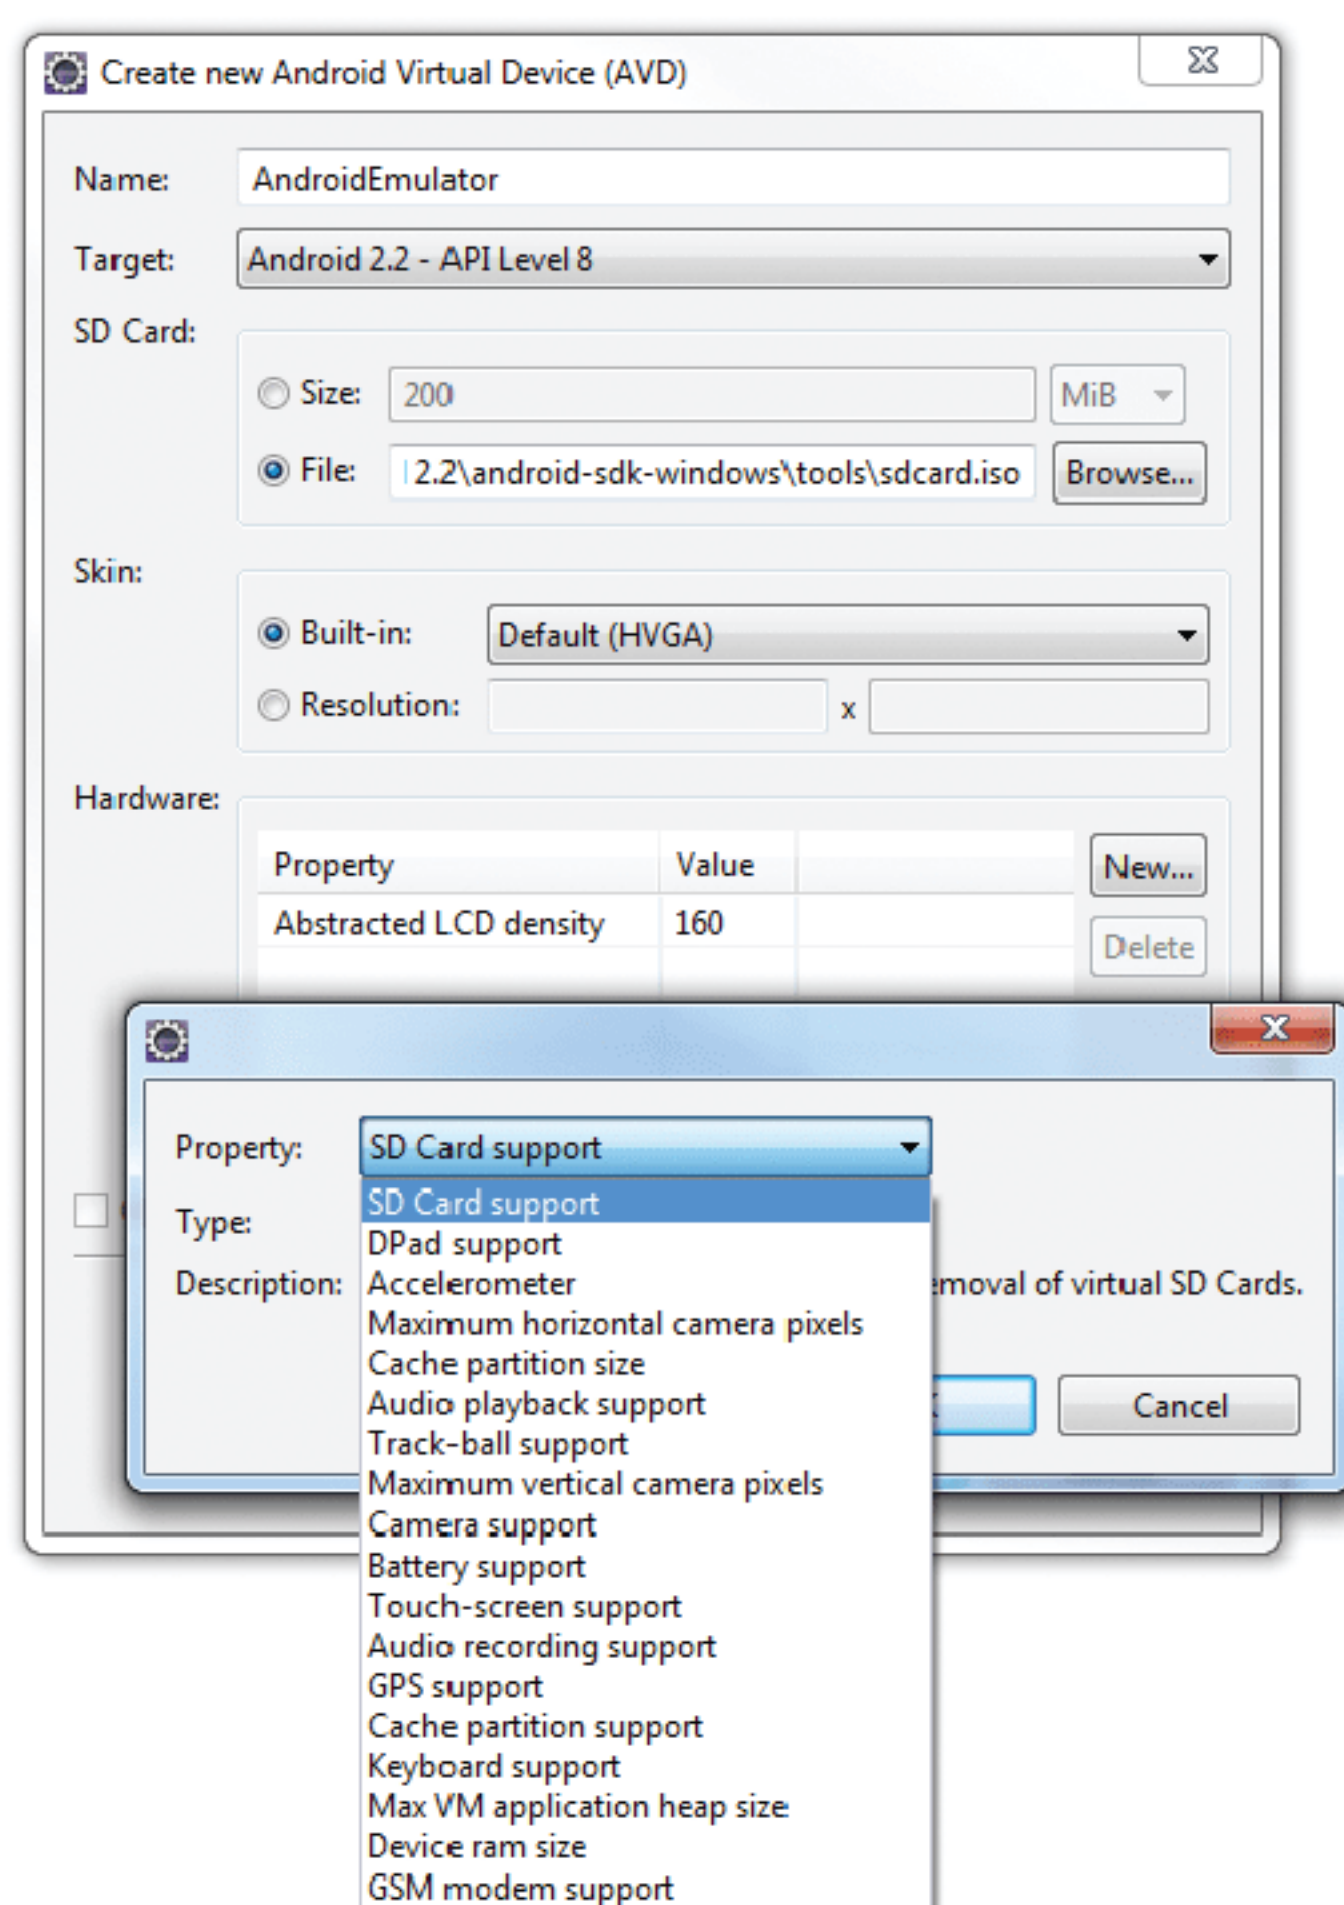 Create new Android Virtual Device (AVD)
Name: AndroidEmulator
Target: Android 2.2 - API Level 8
SD Card:
Size: 200 MiB
File: 2.2\android-sdk-windows\tools\sdcard.iso Browse...
Skin:
Built-in: Default (HVGA)
Resolution: x
Hardware:
Property Value New...
Abstracted LCD density 160
Delete
Property: SD Card support
SD Card support
Type:
DPad support
Description: Accelerometer emoval of virtual SD Cards.
Maximum horizontal camera pixels
Cache partition size
Audio playback support Cancel
Track-ball support
Maximum vertical camera pixels
Camera support
Battery support
Touch-screen support
Audio recording support
GPS support
Cache partition support
Keyboard support
Max VM application heap size
Device ram size
GSM modem support